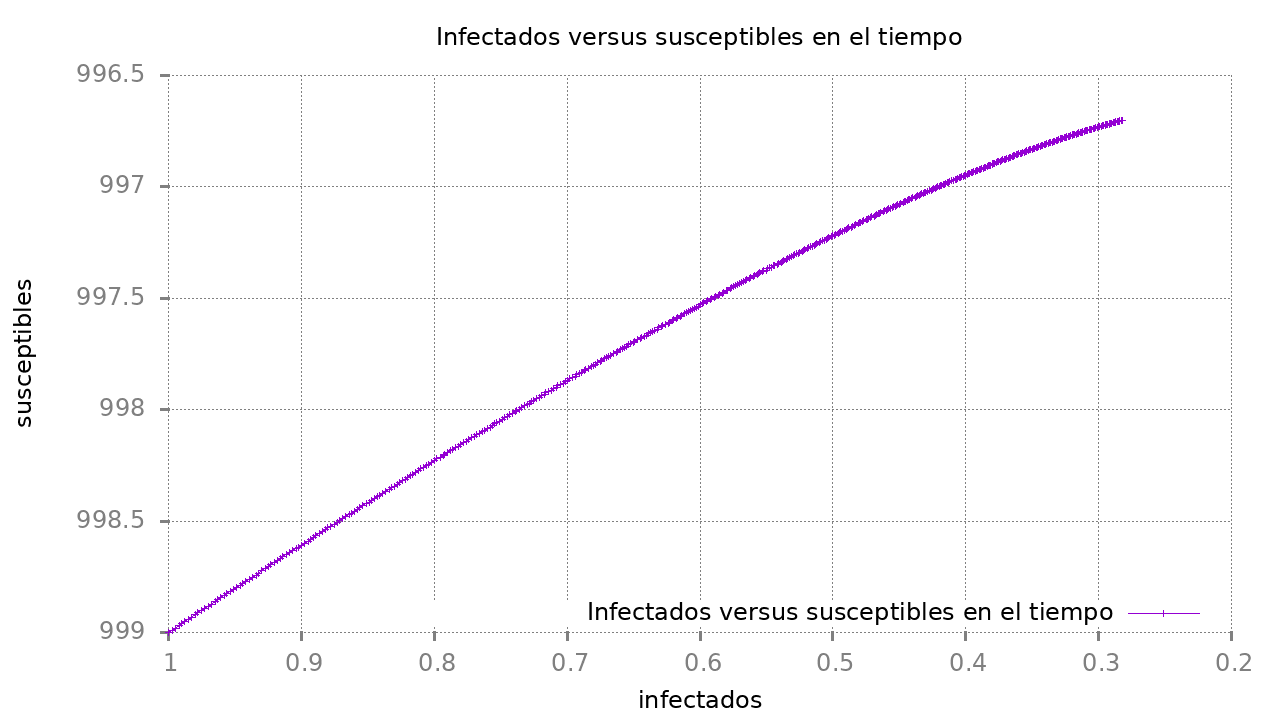 Infectados versus susceptibles en el tiempo
996.5
997
997.5
998
998.5
999
susceptibles
Infectados versus susceptibles en el tiempo
1 0.9 0.8 0.7 0.6 0.5 0.4 0.3 0.2
infectados